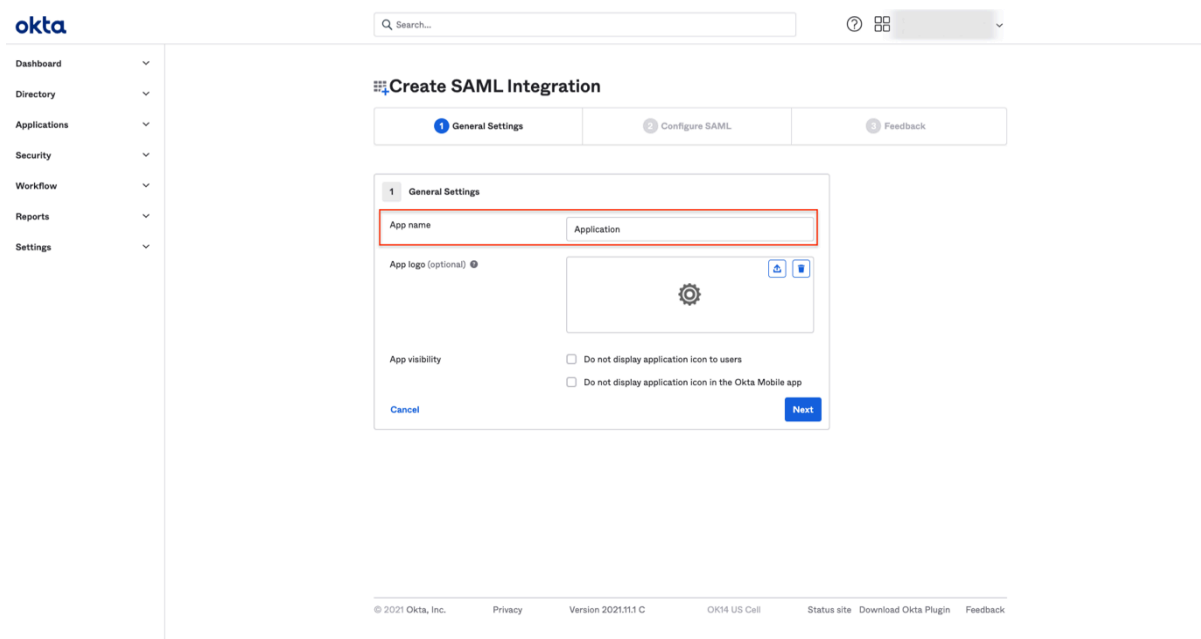 okta
Search...
Dashboard
Directory
Applications
Security
Workflow
Reports
Settings
Create SAML Integration
1 General Settings
2 Configure SAML
3 Feedback
1 General Settings
App name
Application
App logo (optional)
App visibility
Do not display application icon to users
Do not display application icon in the Okta Mobile app
Cancel
Next
© 2021 Okta, Inc. Privacy Version 2021.11.1 C OK14 US Cell Status site Download Okta Plugin Feedback